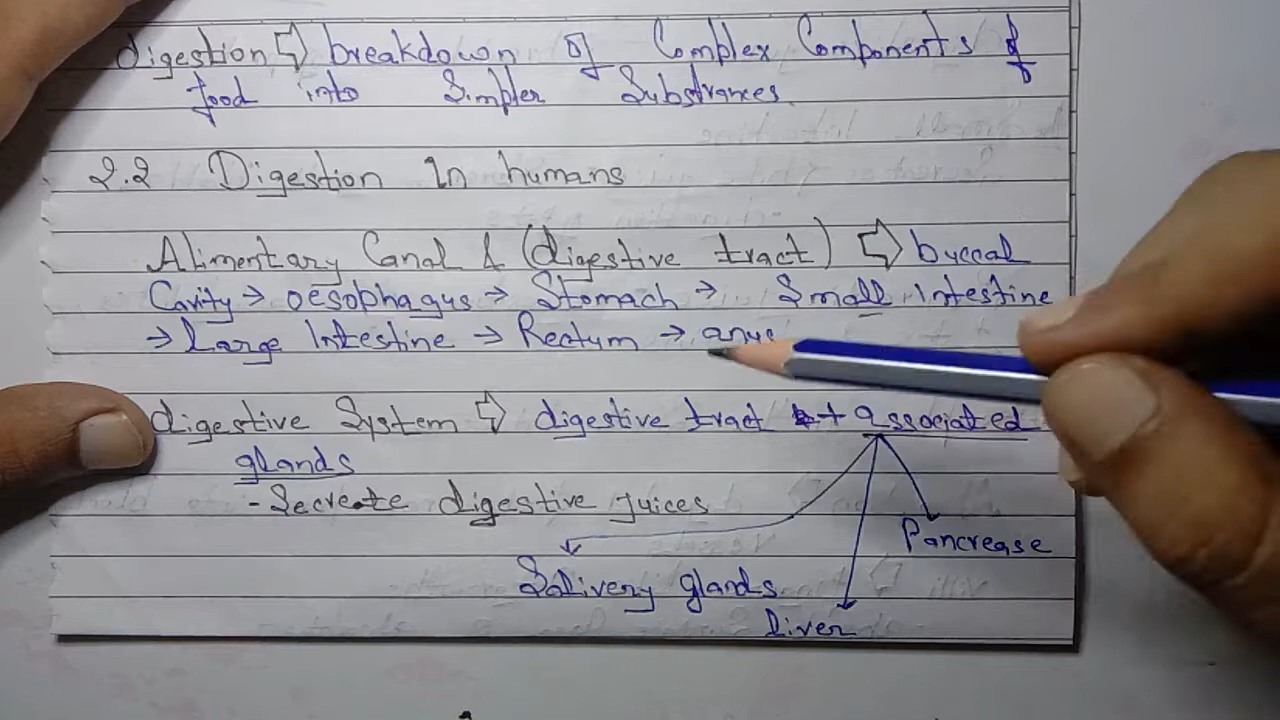 digestion ⇨ breakdown of Complex Components of
food into Simpler Substances.
2.2 Digestion In humans
Alimentary Canal & (digestive tract) ⇨ buccal
Cavity → oesophagus → Stomach → Small Intestine
→ Large Intestine → Rectum → anus
digestive System ⇨ digestive tract + associated
glands
- Secreate digestive juices
Pancrease
Salivery glands
Liver